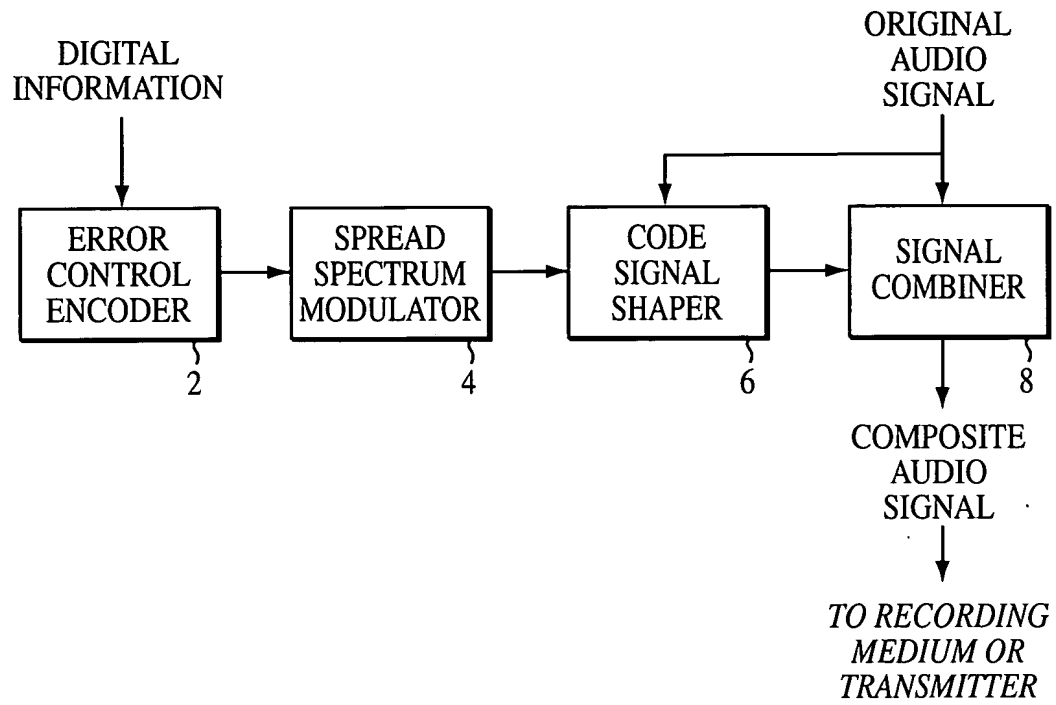 DIGITAL
INFORMATION
ORIGINAL
AUDIO
SIGNAL
ERROR
CONTROL
ENCODER
2
SPREAD
SPECTRUM
MODULATOR
4
CODE
SIGNAL
SHAPER
6
SIGNAL
COMBINER
8
COMPOSITE
AUDIO
SIGNAL
TO RECORDING
MEDIUM OR
TRANSMITTER